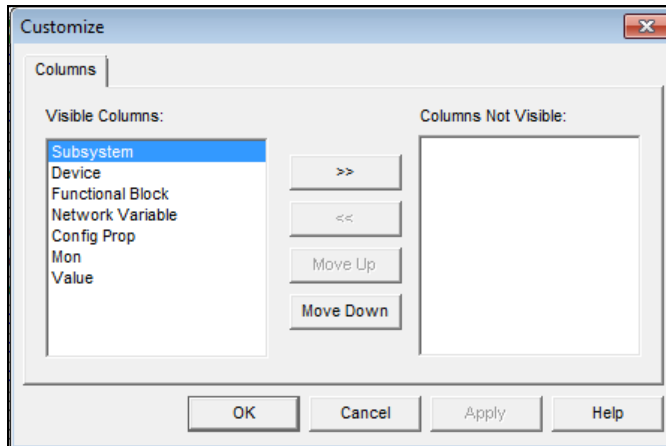 Customize
Columns
Visible Columns:
Columns Not Visible:
Subsystem
Device
Functional Block
Network Variable
Config Prop
Mon
Value
>>
<<
Move Up
Move Down
OK
Cancel
Apply
Help